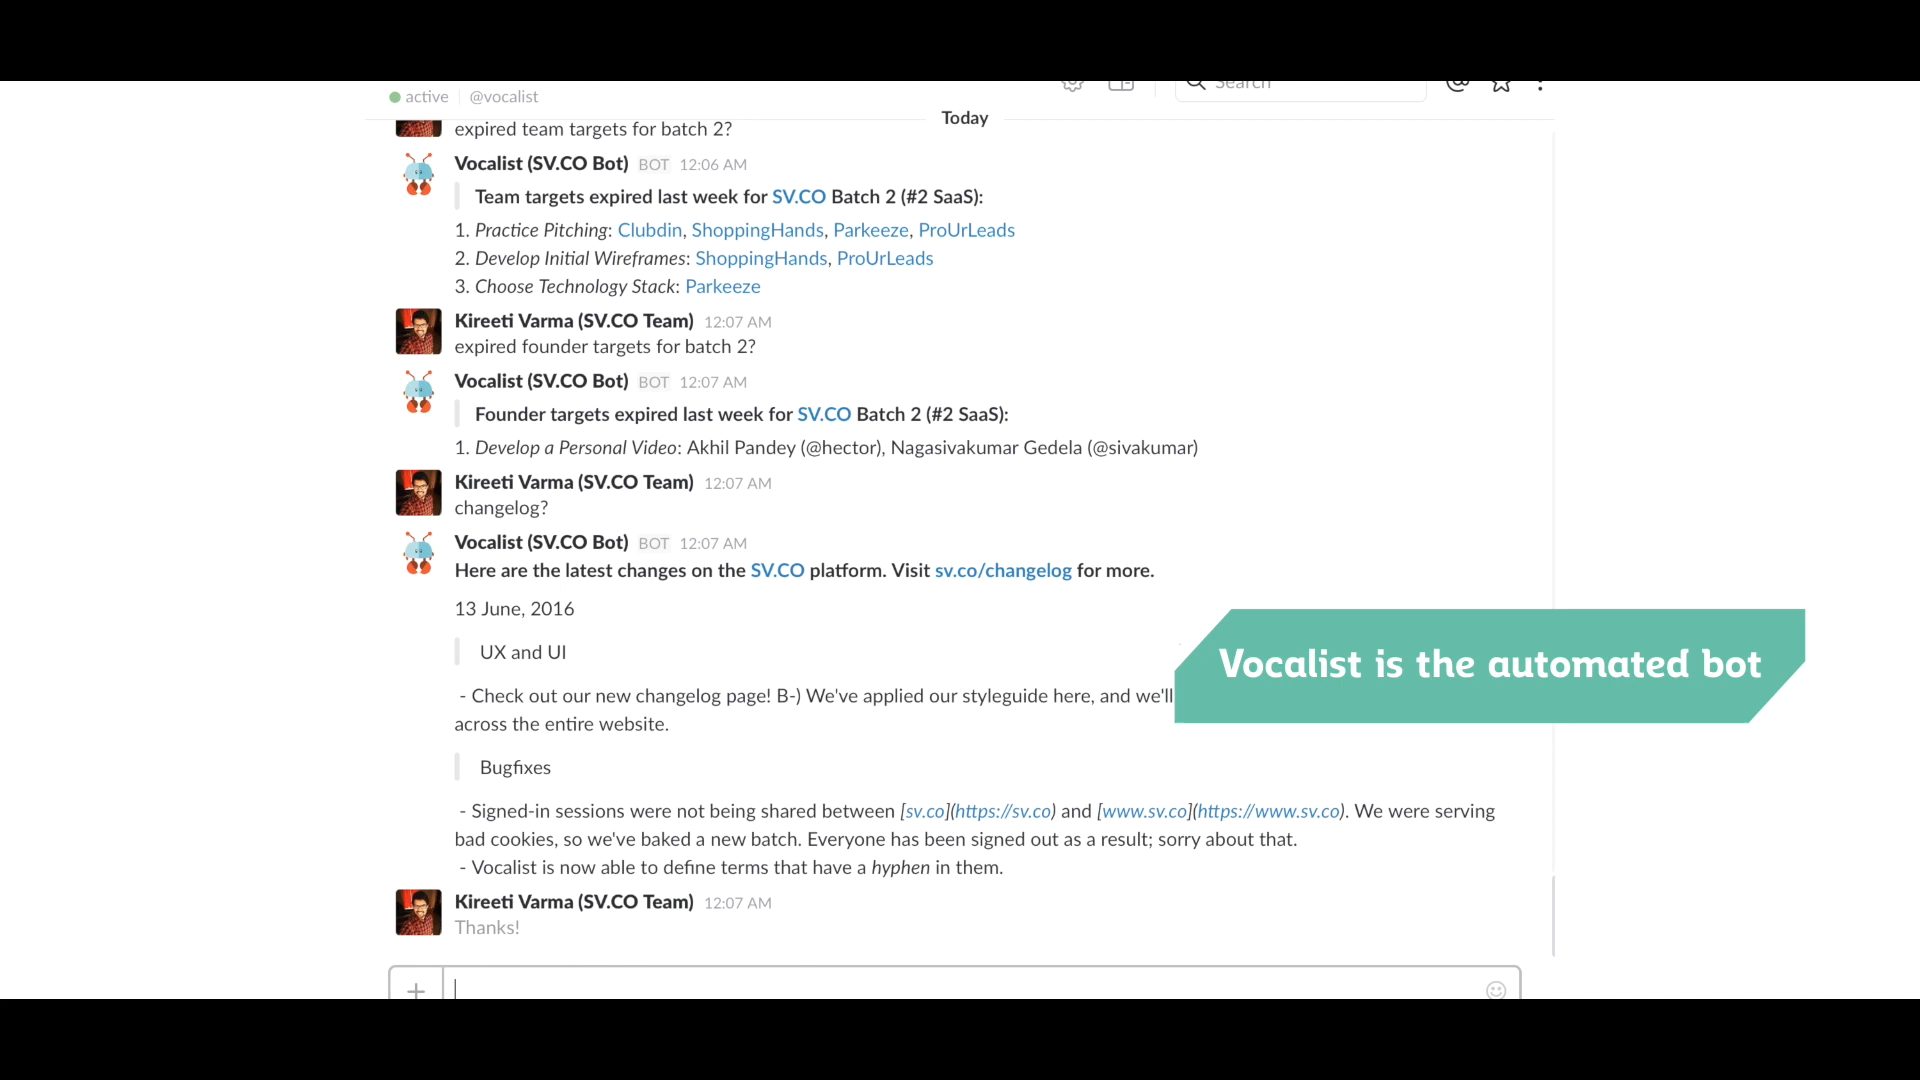 Search
active @vocalist
Today
expired team targets for batch 2?
Vocalist (SV.CO Bot) BOT 12:06 AM
Team targets expired last week for SV.CO Batch 2 (#2 SaaS):
1. Practice Pitching: Clubdin, ShoppingHands, Parkeeze, ProUrLeads
2. Develop Initial Wireframes: ShoppingHands, ProUrLeads
3. Choose Technology Stack: Parkeeze
Kireeti Varma (SV.CO Team) 12:07 AM
expired founder targets for batch 2?
Vocalist (SV.CO Bot) BOT 12:07 AM
Founder targets expired last week for SV.CO Batch 2 (#2 SaaS):
1. Develop a Personal Video: Akhil Pandey (@hector), Nagasivakumar Gedela (@sivakumar)
Kireeti Varma (SV.CO Team) 12:07 AM
changelog?
Vocalist (SV.CO Bot) BOT 12:07 AM
Here are the latest changes on the SV.CO platform. Visit sv.co/changelog for more.
13 June, 2016
UX and UI
- Check out our new changelog page! B-) We've applied our styleguide here, and we'll
across the entire website.
Vocalist is the automated bot
Bugfixes
- Signed-in sessions were not being shared between [sv.co](https://sv.co) and [www.sv.co](https://www.sv.co). We were serving
bad cookies, so we've baked a new batch. Everyone has been signed out as a result; sorry about that.
- Vocalist is now able to define terms that have a hyphen in them.
Kireeti Varma (SV.CO Team) 12:07 AM
Thanks!